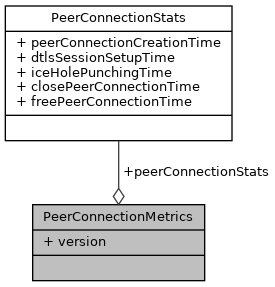 PeerConnectionStats
+ peerConnectionCreationTime
+ dtlsSessionSetupTime
+ iceHolePunchingTime
+ closePeerConnectionTime
+ freePeerConnectionTime
+peerConnectionStats
PeerConnectionMetrics
+ version